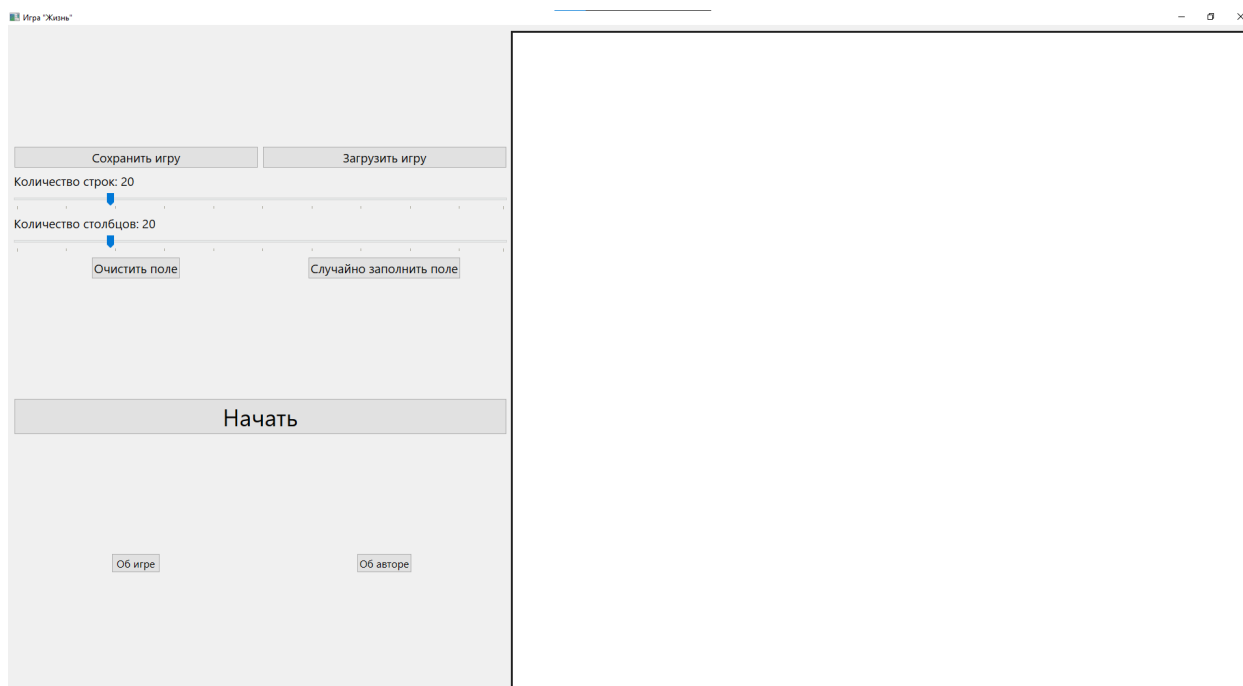 Игра "Жизнь"
Сохранить игру Загрузить игру
Количество строк: 20
Количество столбцов: 20
Очистить поле Случайно заполнить поле
Начать
Об игре Об авторе